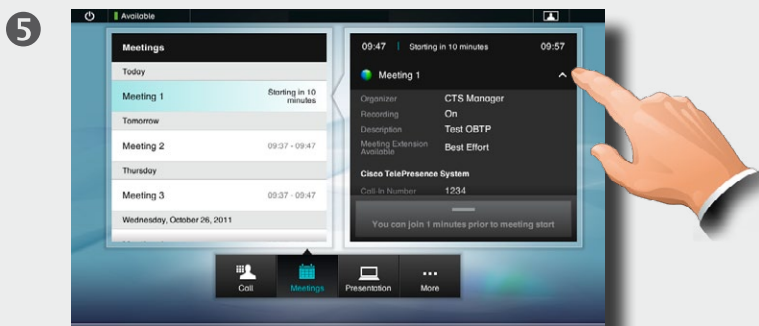 5
Available
Meetings
Today
Meeting 1
Starting in 10
minutes
Tomorrow
Meeting 2
09:37 - 09:47
Thursday
Meeting 3
09:37 - 09:47
Wednesday, October 26, 2011
09:47 | Starting in 10 minutes 09:57
Meeting 1
Organizer CTS Manager
Recording On
Description Test OBTP
Meeting Extension
Available
Best Effort
Cisco TelePresence System
Call-In Number 1234
You can join 1 minutes prior to meeting start
Call Meetings Presentation More